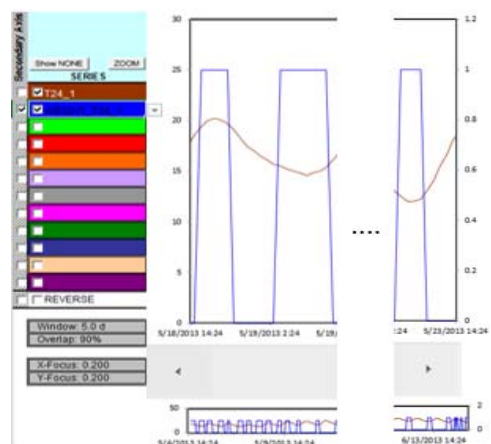 Secondary Axis
Show NONE
ZOOM
SERIES
T24_1
REVERSE
Window: 5.0 d
Overlap: 90%
X-Focus: 0.200
Y-Focus: 0.200
30
25
20
15
10
5
0
5/18/2013 14:24
5/19/2013 2:24
5/19/
....
1.2
1
0.8
0.6
0.4
0.2
0
:24
5/23/2013 14:24
50
0
5/4/2013 14:24
5/9/2013 14:24
2
0
6/13/2013 14:24